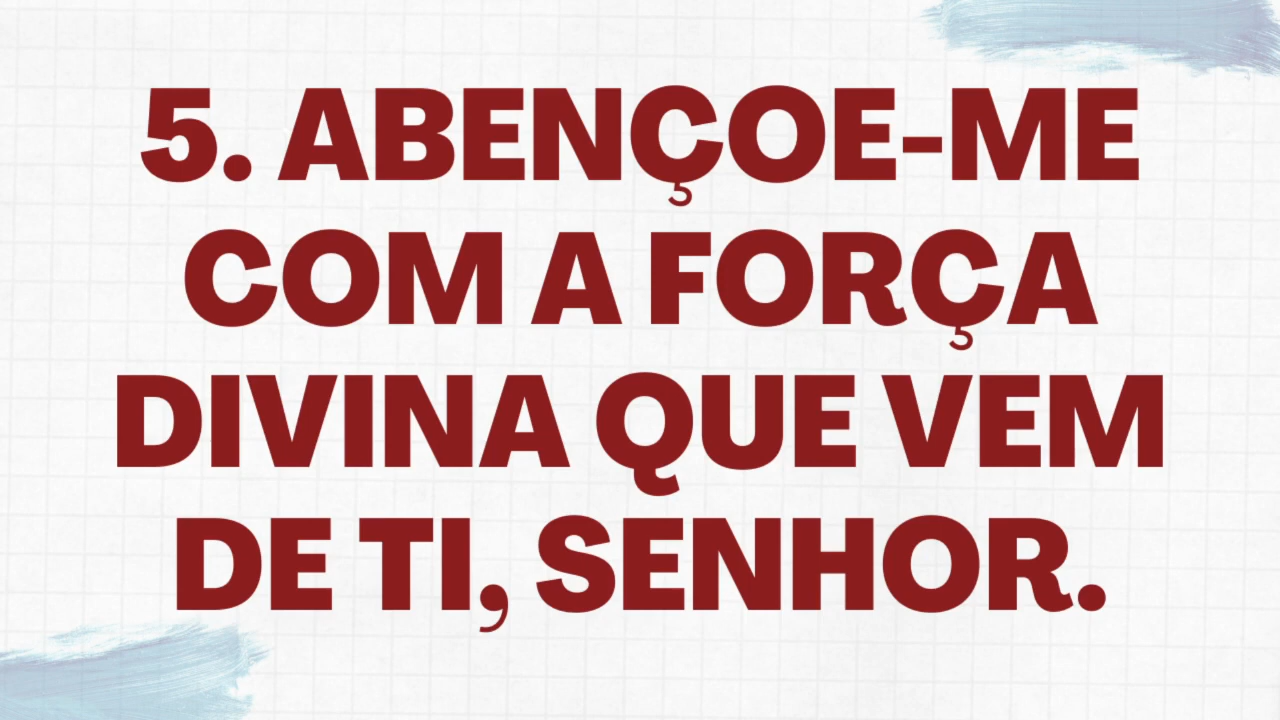 5. ABENÇOE-ME
COM A FORÇA
DIVINA QUE VEM
DE TI, SENHOR.